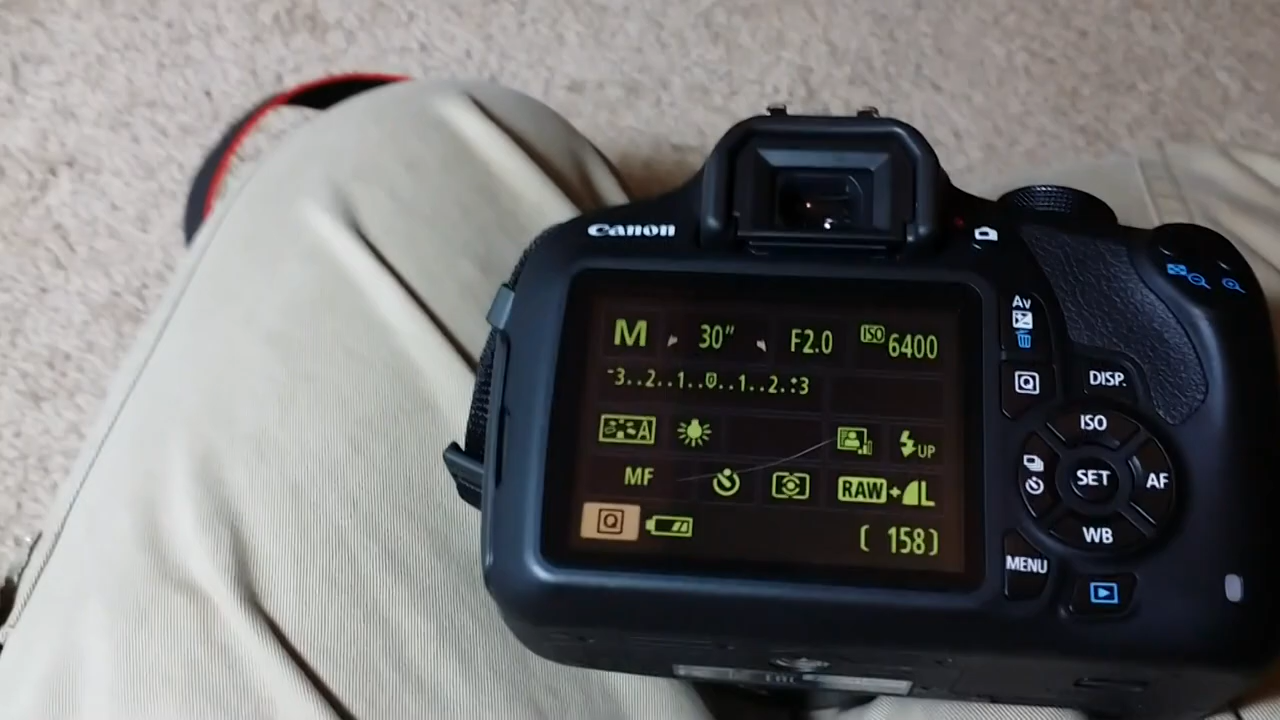 Canon
M 30" F2.0 ISO 6400
-3..2..1..0..1..2.:+3
A
UP
MF RAW+L
Q
( 158)
Av
Q DISP.
ISO
SET AF
WB
MENU